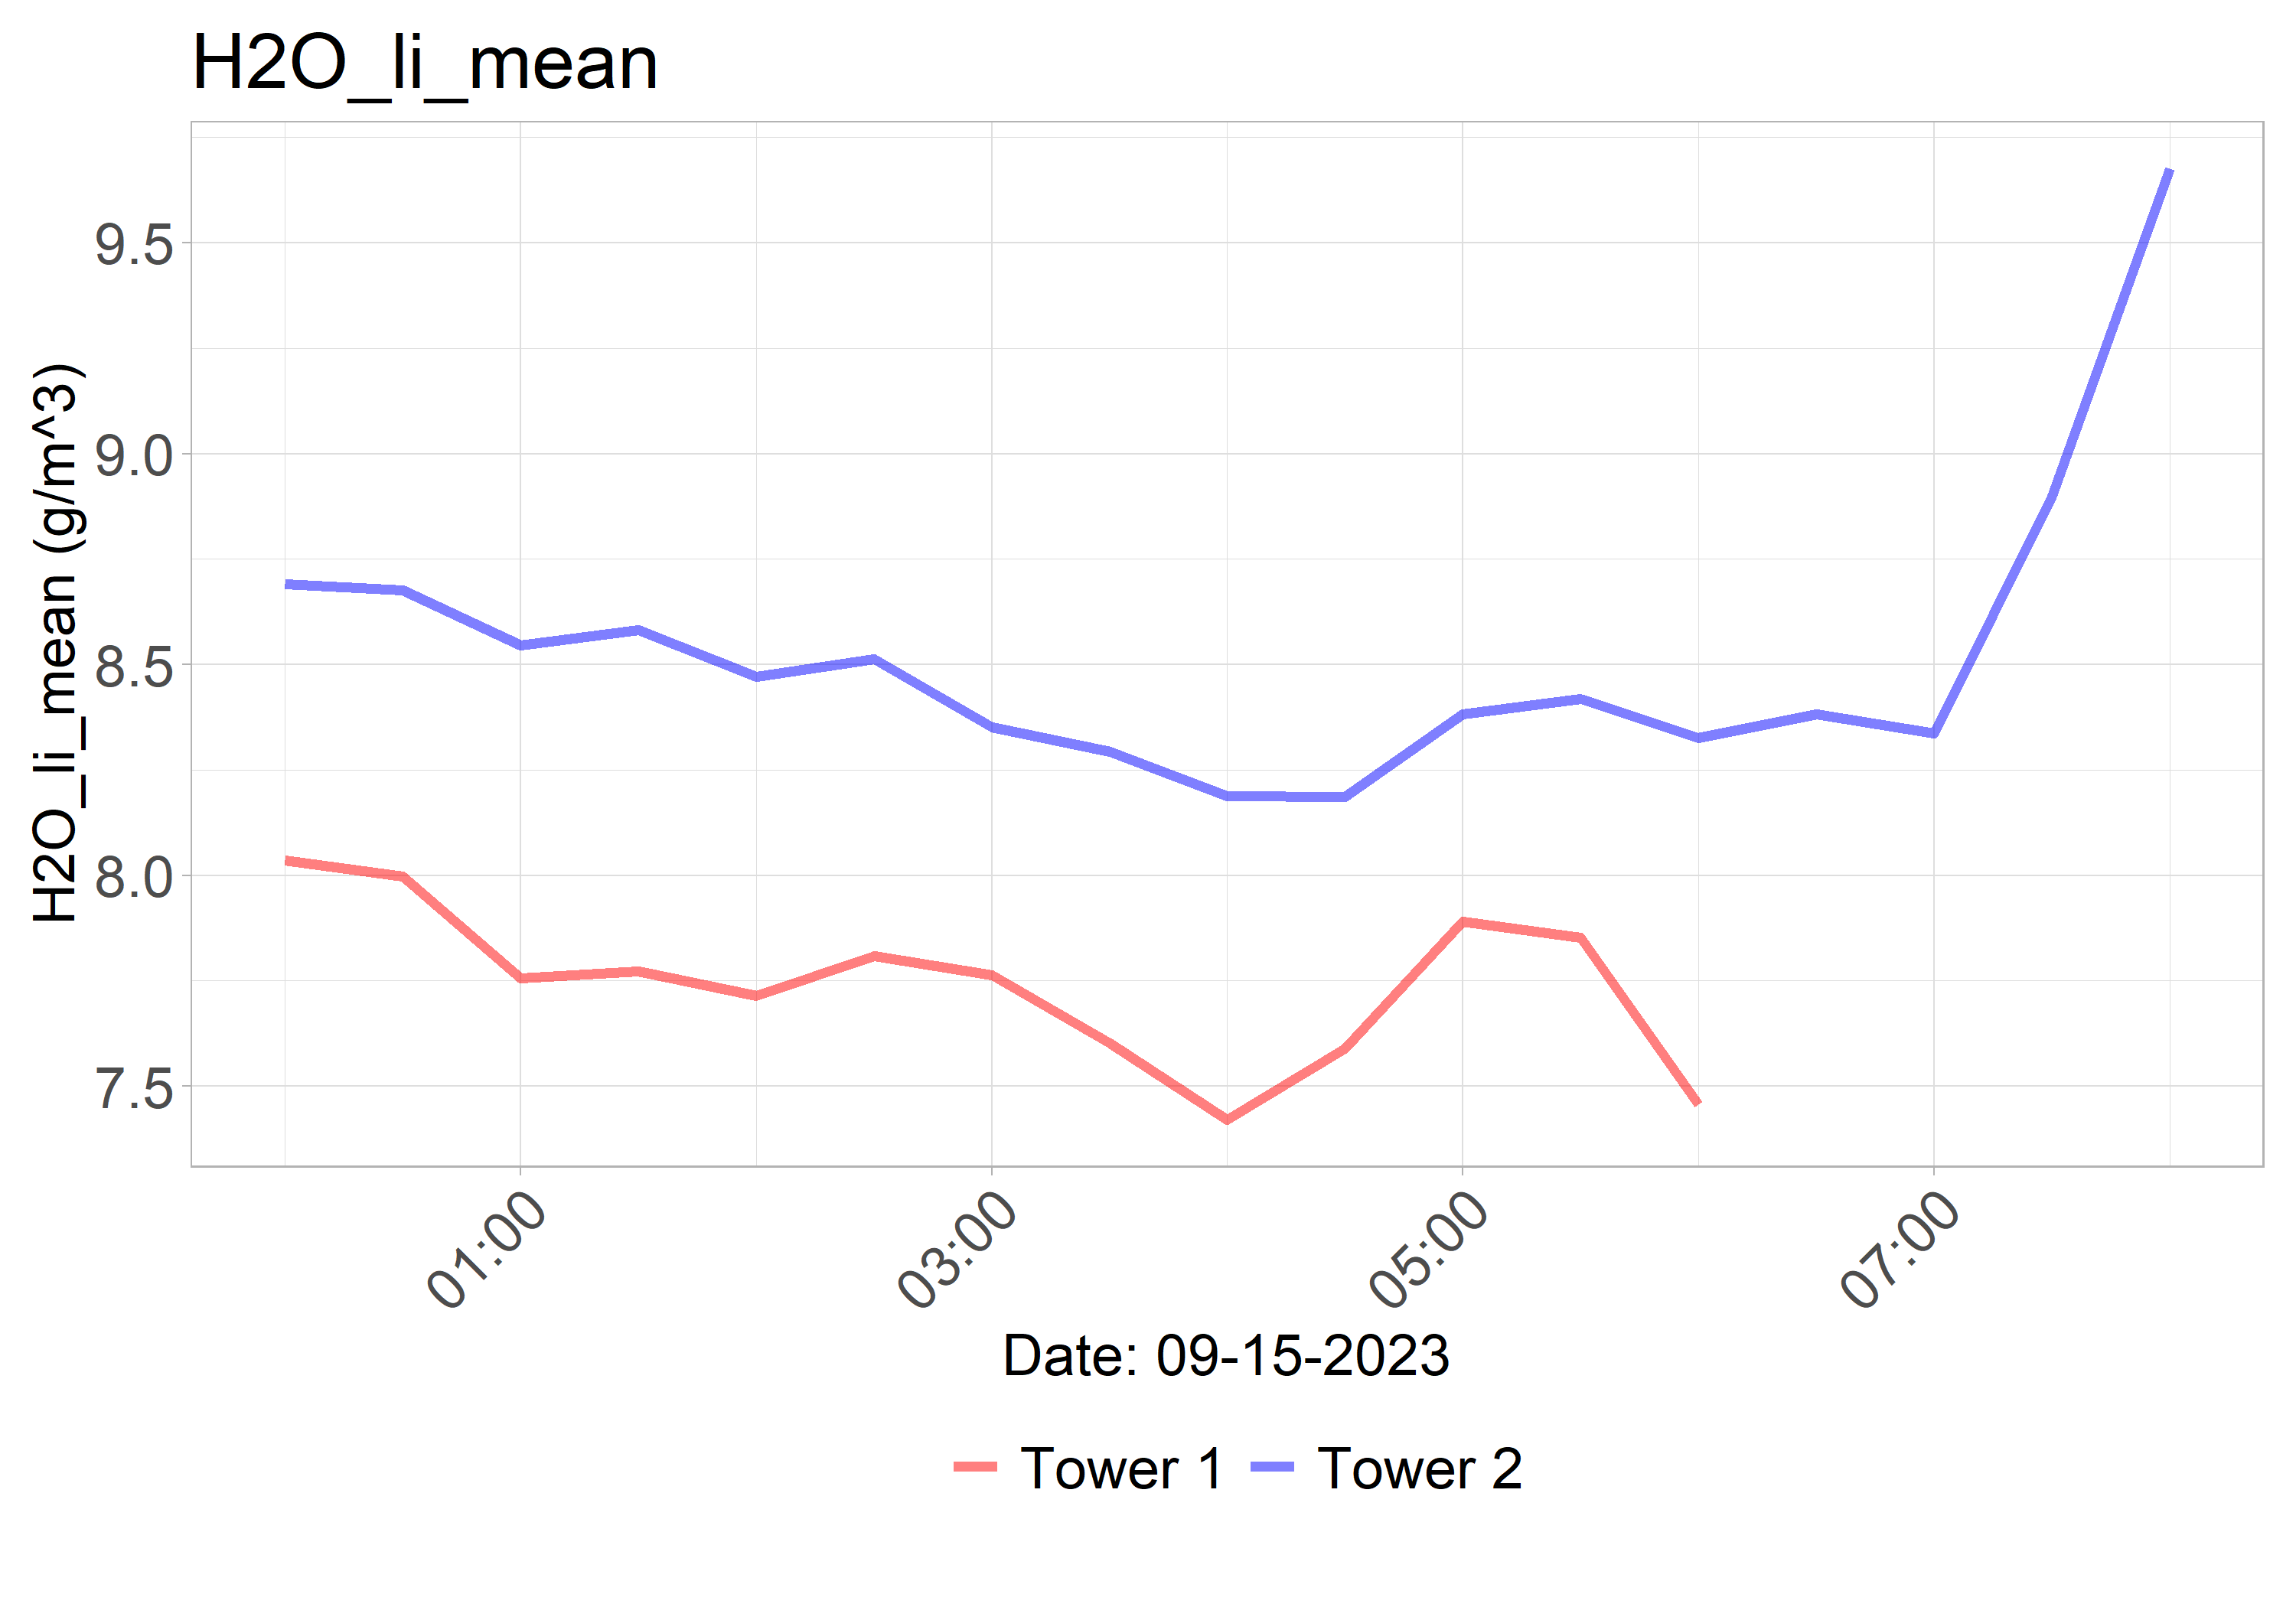 H2O_li_mean
H2O_li_mean (g/m^3)
9.5
9.0
8.5
8.0
7.5
01:00
03:00
05:00
07:00
Date: 09-15-2023
Tower 1
Tower 2